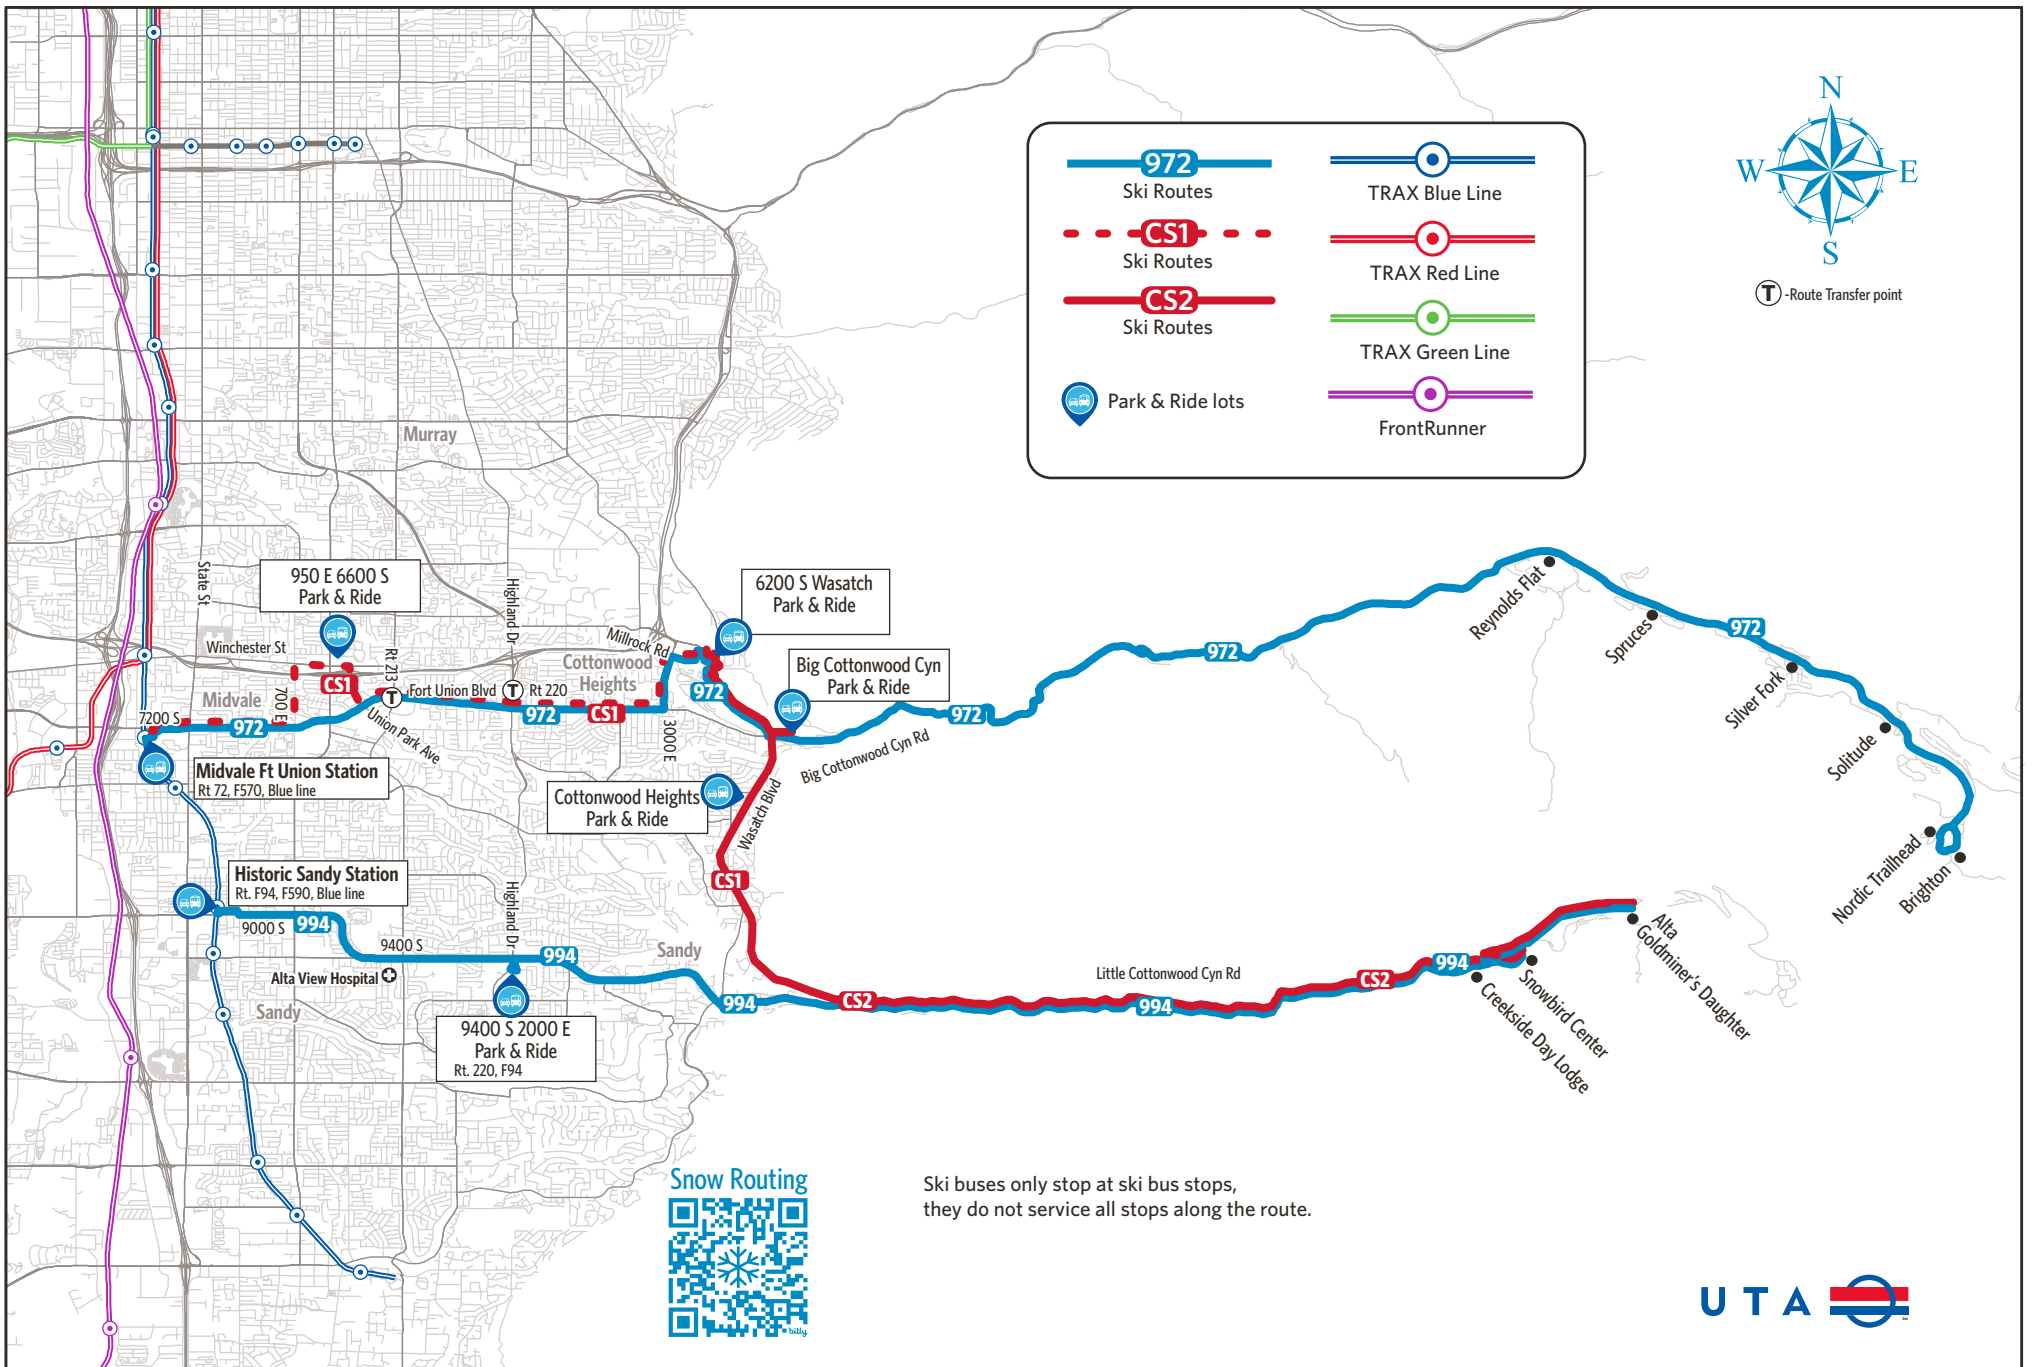 N
W
E
S
T -Route Transfer point
972
Ski Routes
CS1
Ski Routes
CS2
Ski Routes
Park & Ride lots
TRAX Blue Line
TRAX Red Line
TRAX Green Line
FrontRunner
Murray
State St
950 E 6600 S
Park & Ride
Winchester St
Midvale
700 E
CS1
Rt 213
T
Fort Union Blvd
Highland Dr
T
Rt 220
Union Park Ave
7200 S
972
972
CS1
Cottonwood
Heights
Millrock Rd
3000 E
972
6200 S Wasatch
Park & Ride
Big Cottonwood Cyn
Park & Ride
Big Cottonwood Cyn Rd
972
972
972
Reynolds Flat
Spruces
Silver Fork
Solitude
Nordic Trailhead
Brighton
Midvale Ft Union Station
Rt 72, F570, Blue line
Cottonwood Heights
Park & Ride
Wasatch Blvd
CS1
Historic Sandy Station
Rt. F94, F590, Blue line
9000 S
994
9400 S
Highland Dr
994
Sandy
Alta View Hospital
Sandy
9400 S 2000 E
Park & Ride
Rt. 220, F94
994
CS2
Little Cottonwood Cyn Rd
994
CS2
994
Alta
Goldminer's Daughter
Snowbird Center
Creekside Day Lodge
Snow Routing
bitly
Ski buses only stop at ski bus stops,
they do not service all stops along the route.
UTA